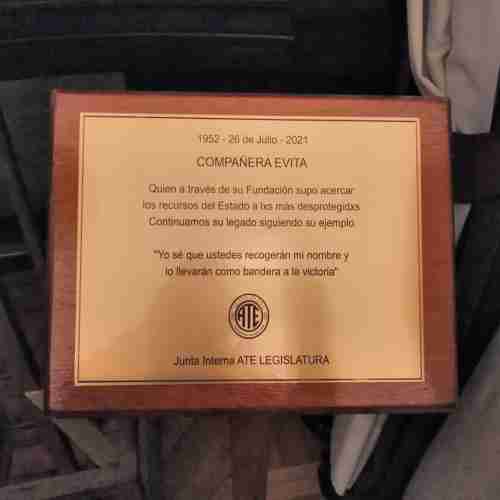 1952 - 26 de Julio - 2021
COMPAÑERA EVITA
Quien a través de su Fundación supo acercar
los recursos del Estado a lxs más desprotegidxs
Continuamos su legado siguiendo su ejemplo
"Yo sé que ustedes recogerán mi nombre y
lo llevarán como bandera a la victoria"
ATE
Junta Interna ATE LEGISLATURA